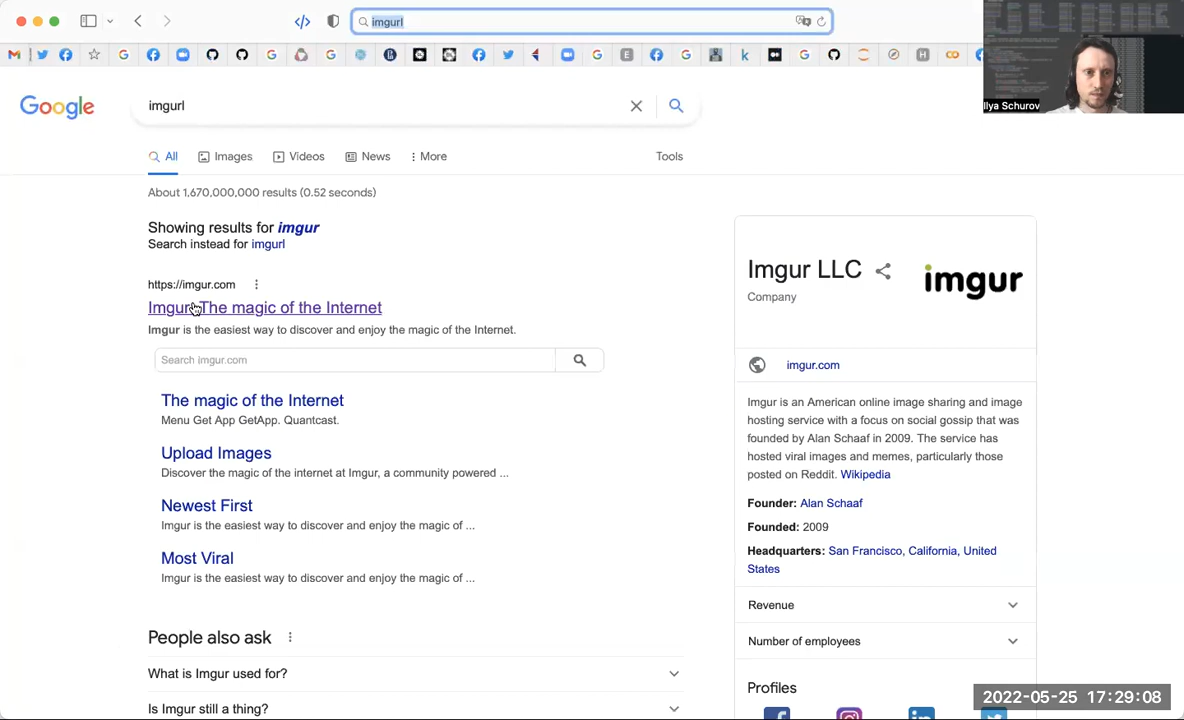 imgurl
Google
imgurl
All
Images
Videos
News
More
Tools
About 1,670,000,000 results (0.52 seconds)
Showing results for imgur
Search instead for imgurl
https://imgur.com
Imgur: The magic of the Internet
Imgur is the easiest way to discover and enjoy the magic of the Internet.
Search imgur.com
The magic of the Internet
Menu Get App GetApp. Quantcast.
Upload Images
Discover the magic of the internet at Imgur, a community powered ...
Newest First
Imgur is the easiest way to discover and enjoy the magic of ...
Most Viral
Imgur is the easiest way to discover and enjoy the magic of ...
People also ask
What is Imgur used for?
Is Imgur still a thing?
Ilya Schurov
Imgur LLC
Company
imgur
imgur.com
Imgur is an American online image sharing and image
hosting service with a focus on social gossip that was
founded by Alan Schaaf in 2009. The service has
hosted viral images and memes, particularly those
posted on Reddit. Wikipedia
Founder: Alan Schaaf
Founded: 2009
Headquarters: San Francisco, California, United
States
Revenue
Number of employees
Profiles
2022-05-25 17:29:08